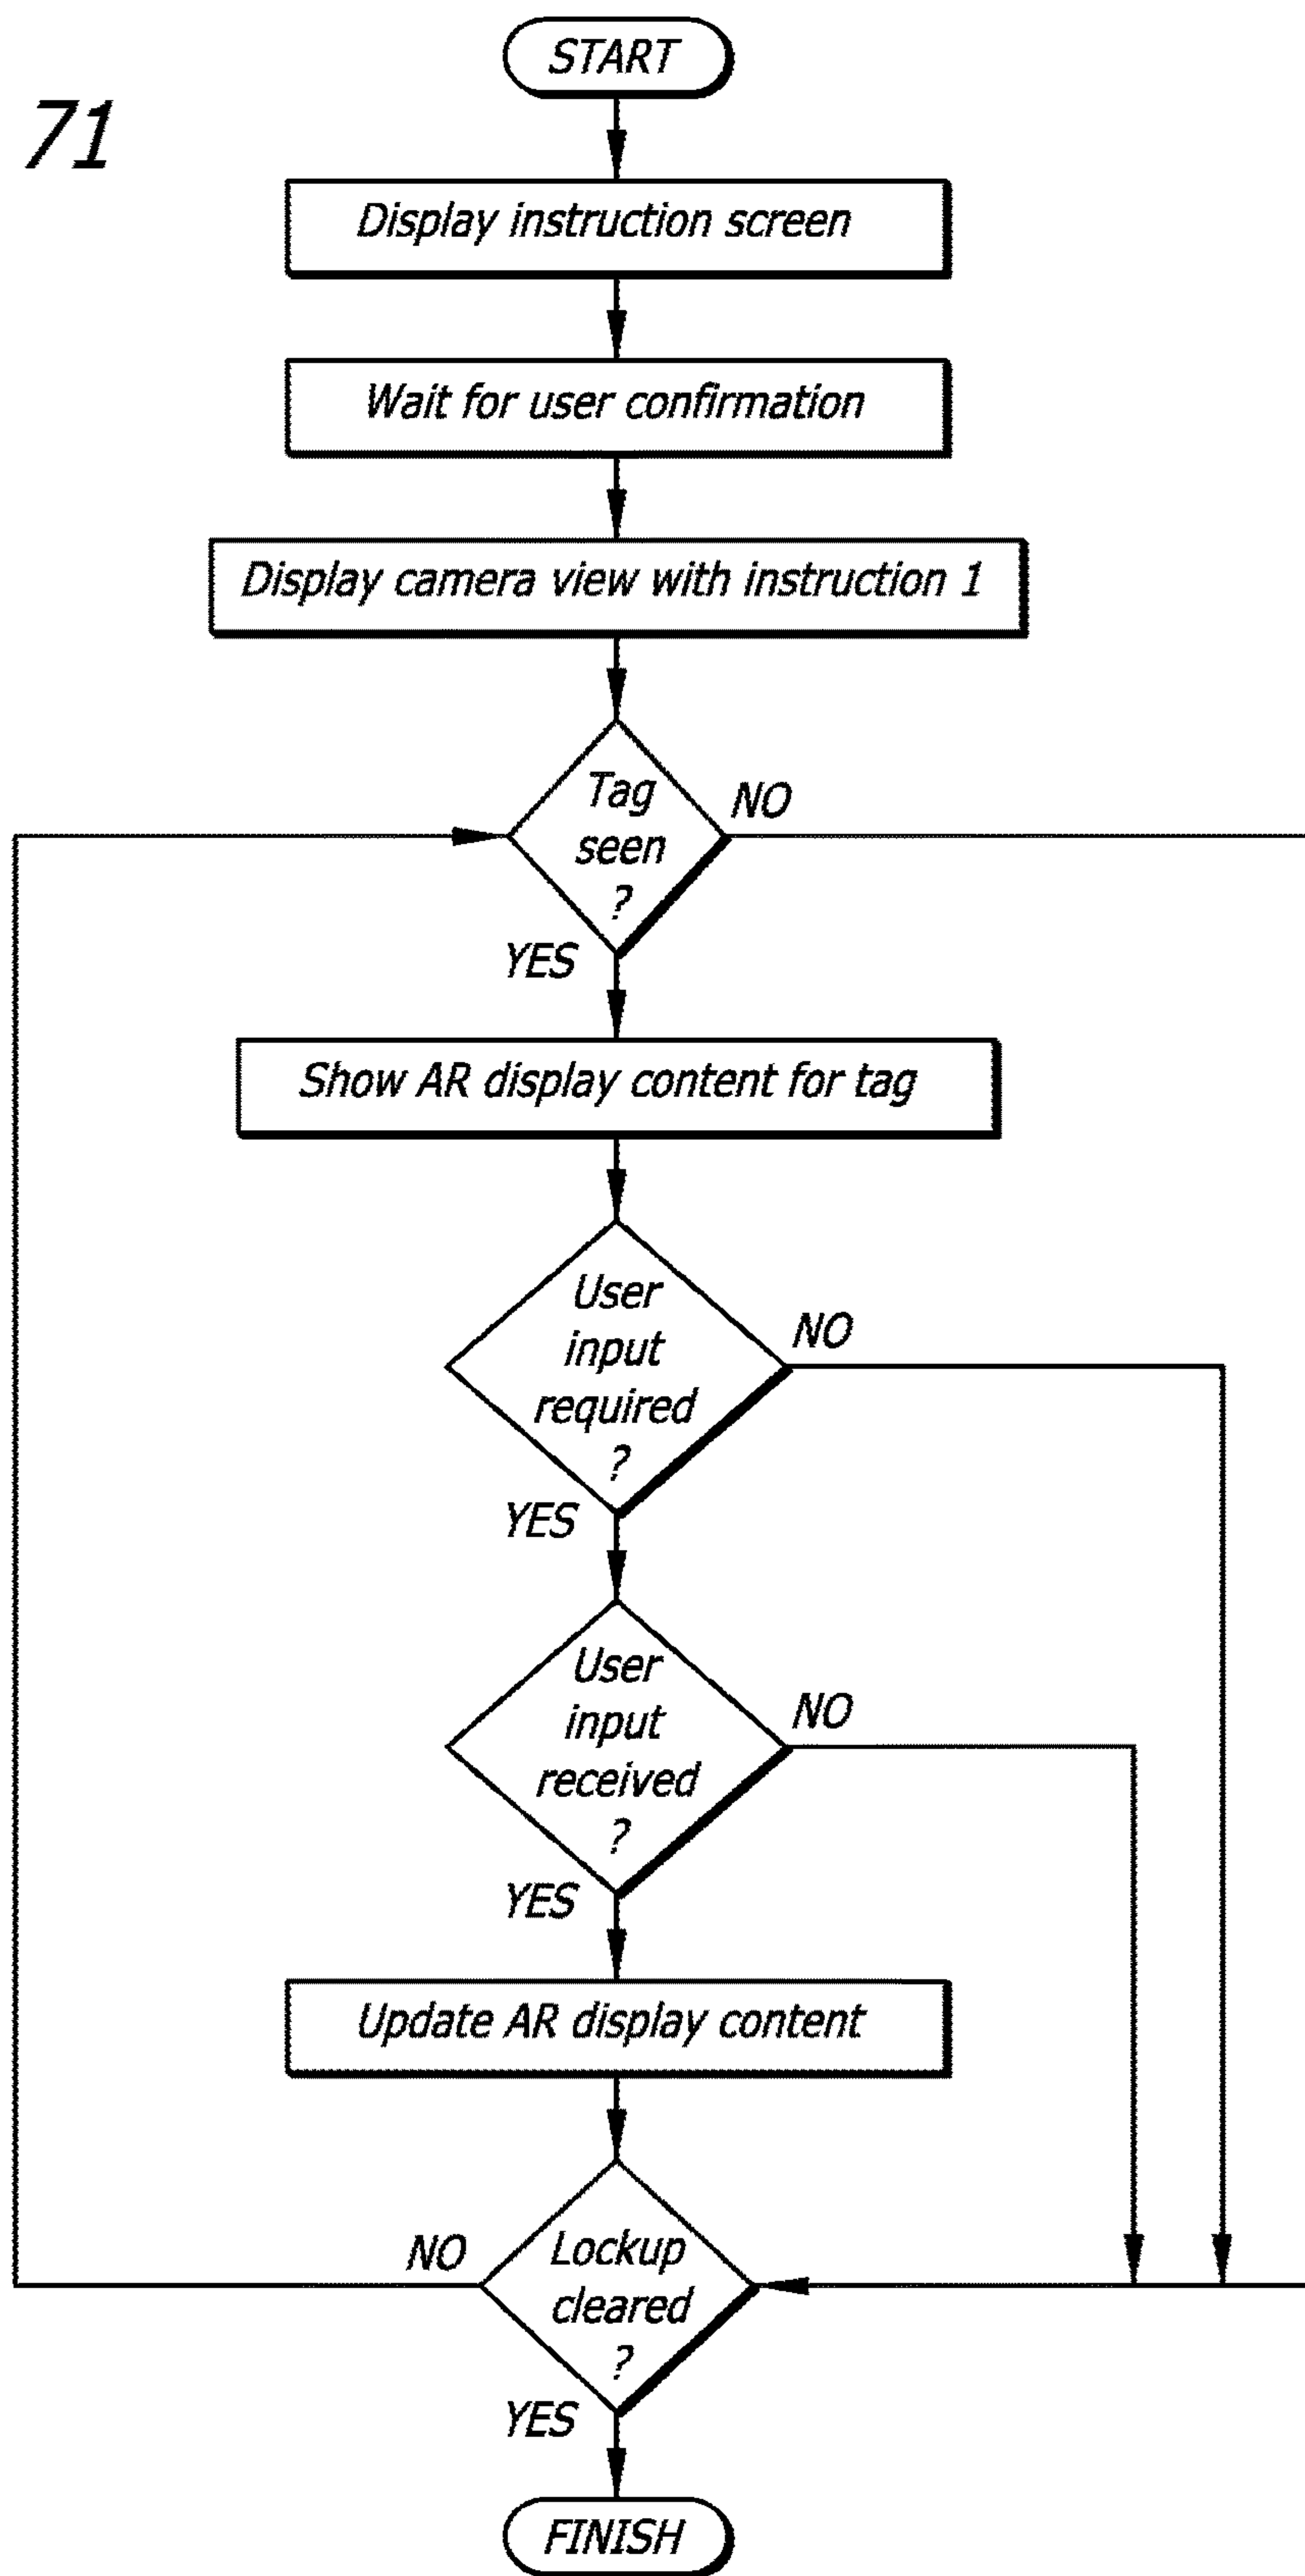 START
71
Display instruction screen
Wait for user confirmation
Display camera view with instruction 1
Tag
seen
?
NO
YES
Show AR display content for tag
User
input
required
?
NO
YES
User
input
received
?
NO
YES
Update AR display content
Lockup
cleared
?
NO
YES
FINISH